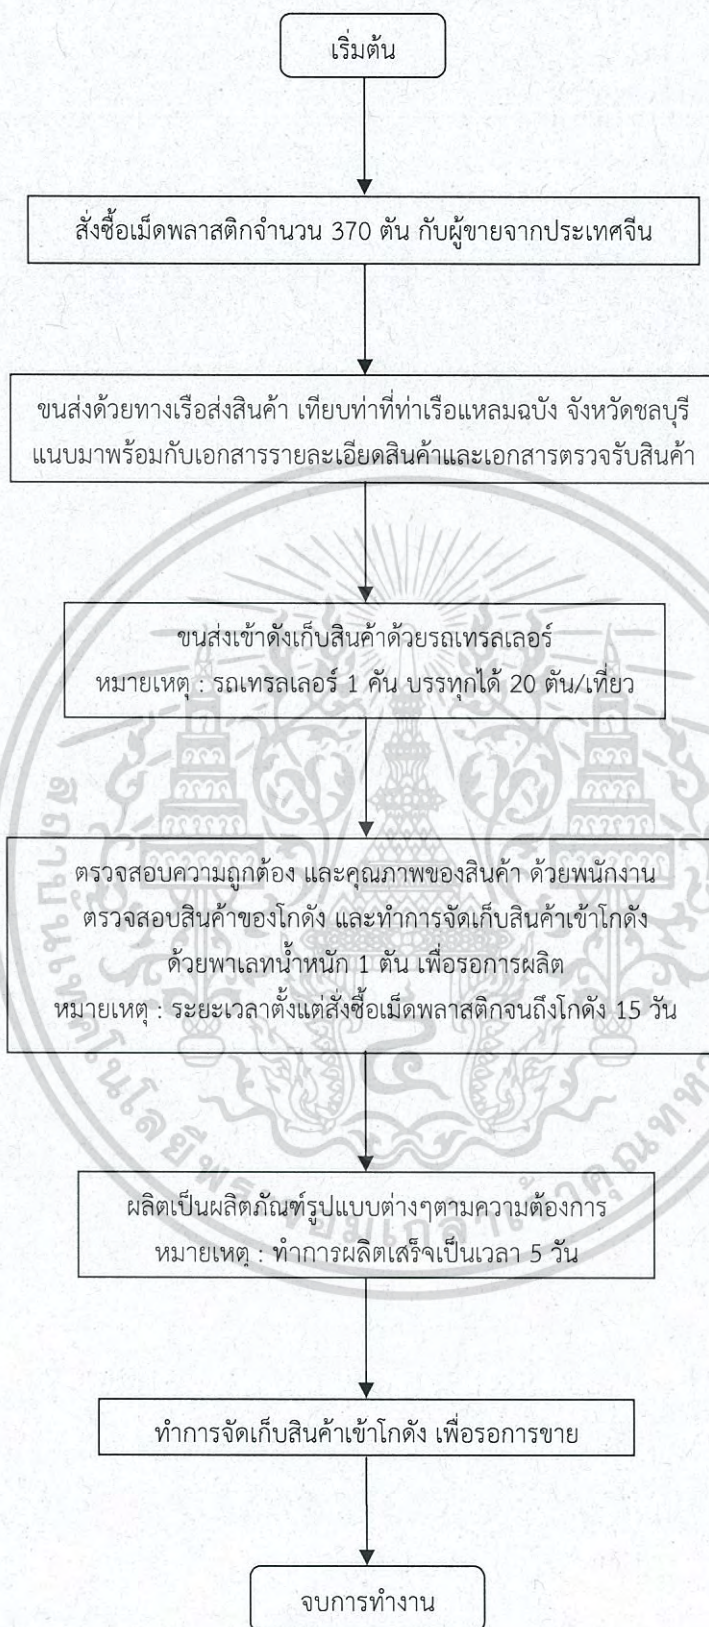 เริ่มต้น
สั่งซื้อเม็ดพลาสติกจำนวน 370 ตัน กับผู้ขายจากประเทศจีน
ขนส่งด้วยทางเรือส่งสินค้า เทียบท่าที่ท่าเรือแหลมฉบัง จังหวัดชลบุรี
แนบมาพร้อมกับเอกสารรายละเอียดสินค้าและเอกสารตรวจรับสินค้า
ขนส่งเข้าดังเก็บสินค้าด้วยรถเทรลเลอร์
หมายเหตุ : รถเทรลเลอร์ 1 คัน บรรทุกได้ 20 ตัน/เที่ยว
ตรวจสอบความถูกต้อง และคุณภาพของสินค้า ด้วยพนักงาน
ตรวจสอบสินค้าของโกดัง และทำการจัดเก็บสินค้าเข้าโกดัง
ด้วยพาเลทน้ำหนัก 1 ตัน เพื่อรอการผลิต
หมายเหตุ : ระยะเวลาตั้งแต่สั่งซื้อเม็ดพลาสติกจนถึงโกดัง 15 วัน
ผลิตเป็นผลิตภัณฑ์รูปแบบต่างๆตามความต้องการ
หมายเหตุ : ทำการผลิตเสร็จเป็นเวลา 5 วัน
ทำการจัดเก็บสินค้าเข้าโกดัง เพื่อรอการขาย
จบการทำงาน